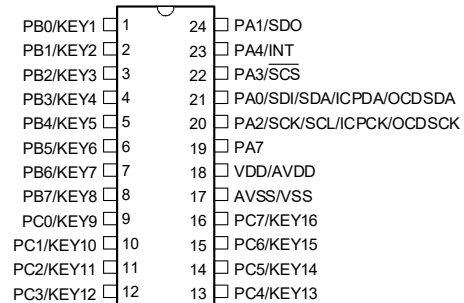 PB0/KEY1 1 24 PA1/SDO
PB1/KEY2 2 23 PA4/INT
PB2/KEY3 3 22 PA3/SCS
PB3/KEY4 4 21 PA0/SDI/SDA/ICPDA/OCDSDA
PB4/KEY5 5 20 PA2/SCK/SCL/ICPCK/OCDSCK
PB5/KEY6 6 19 PA7
PB6/KEY7 7 18 VDD/AVDD
PB7/KEY8 8 17 AVSS/VSS
PC0/KEY9 9 16 PC7/KEY16
PC1/KEY10 10 15 PC6/KEY15
PC2/KEY11 11 14 PC5/KEY14
PC3/KEY12 12 13 PC4/KEY13